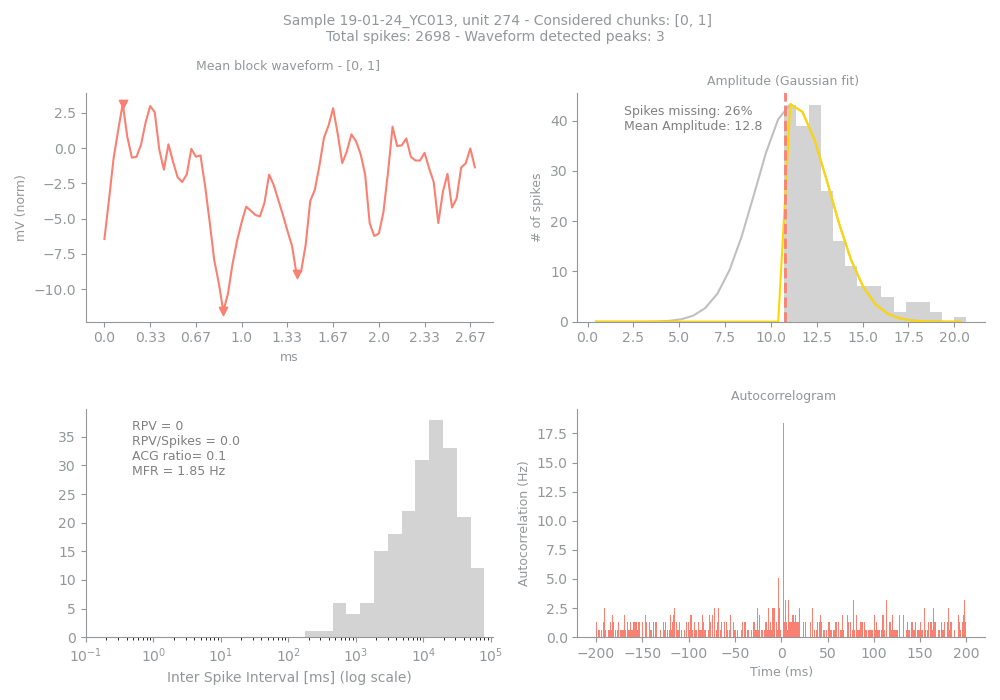 Sample 19-01-24_YC013, unit 274 - Considered chunks: [0, 1]
Total spikes: 2698 - Waveform detected peaks: 3
Mean block waveform - [0, 1]
mV (norm)
2.5
0.0
−2.5
−5.0
−7.5
−10.0
0.0 0.33 0.67 1.0 1.33 1.67 2.0 2.33 2.67
ms
Amplitude (Gaussian fit)
Spikes missing: 26%
Mean Amplitude: 12.8
# of spikes
40
30
20
10
0
0.0 2.5 5.0 7.5 10.0 12.5 15.0 17.5 20.0
RPV = 0
RPV/Spikes = 0.0
ACG ratio= 0.1
MFR = 1.85 Hz
35
30
25
20
15
10
5
0
10⁻¹ 10⁰ 10¹ 10² 10³ 10⁴ 10⁵
Inter Spike Interval [ms] (log scale)
Autocorrelogram
Autocorrelation (Hz)
17.5
15.0
12.5
10.0
7.5
5.0
2.5
0.0
−200 −150 −100 −50 0 50 100 150 200
Time (ms)